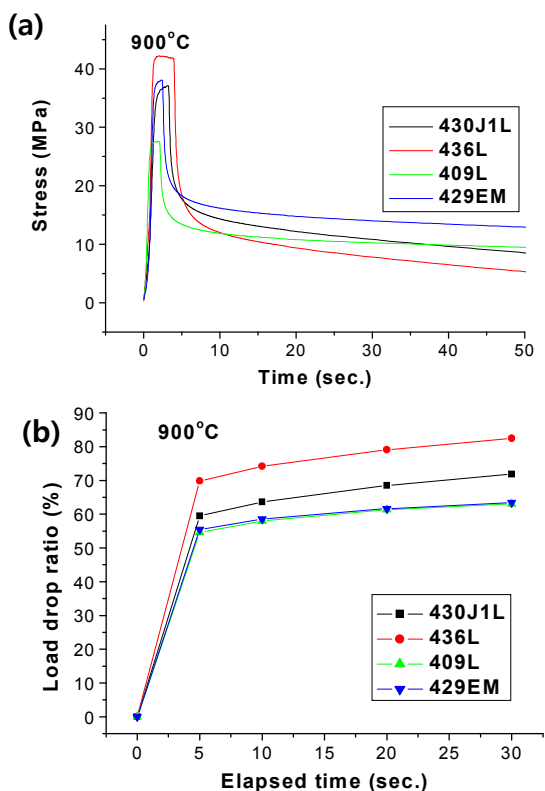 (a)
900°C
Stress (MPa)
40
30
20
10
0
430J1L
436L
409L
429EM
0
10
20
30
40
50
Time (sec.)
(b)
900°C
Load drop ratio (%)
90
80
70
60
50
40
30
20
10
0
430J1L
436L
409L
429EM
0
5
10
15
20
25
30
Elapsed time (sec.)